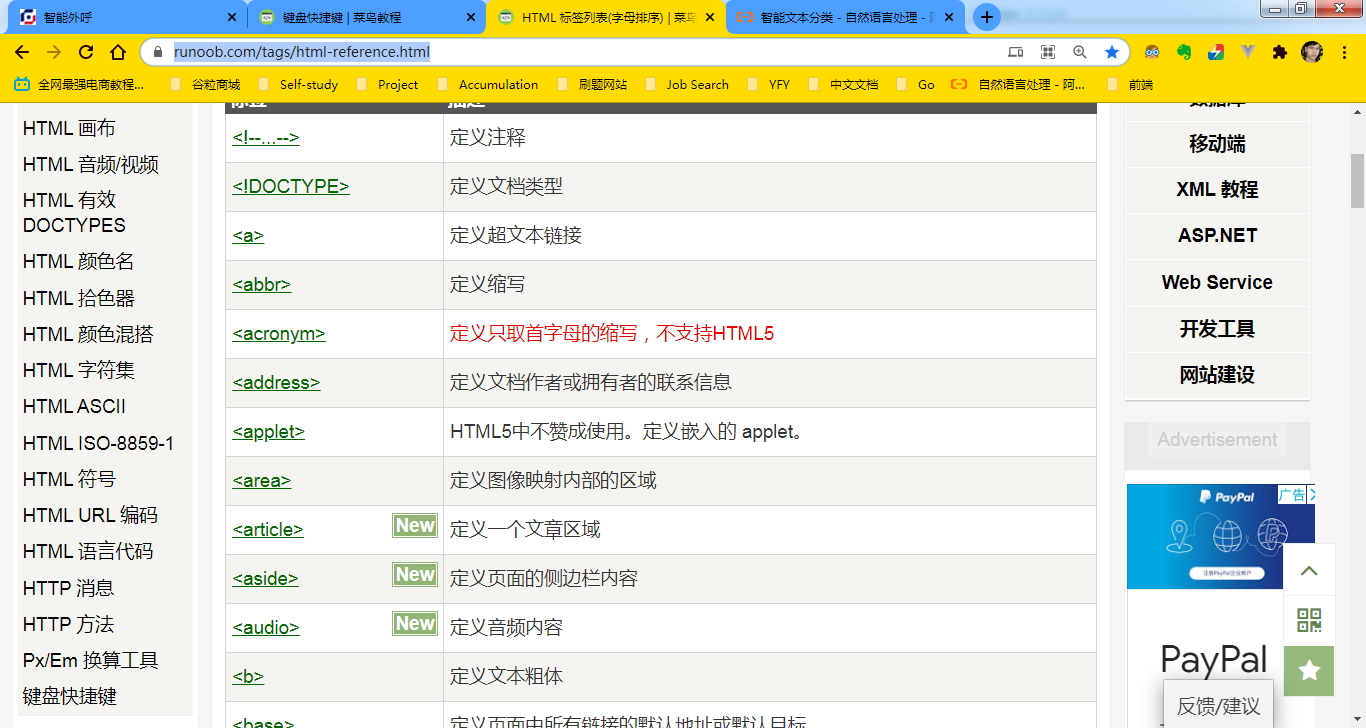 智能外呼
键盘快捷键 | 菜鸟教程
HTML 标签列表(字母排序) | 菜鸟
智能文本分类 - 自然语言处理 -
runoob.com/tags/html-reference.html
全网最强电商教程...
谷粒商城
Self-study
Project
Accumulation
刷题网站
Job Search
YFY
中文文档
Go
自然语言处理 - 阿...
前端
HTML 画布
HTML 音频/视频
HTML 有效
DOCTYPES
HTML 颜色名
HTML 拾色器
HTML 颜色混搭
HTML 字符集
HTML ASCII
HTML ISO-8859-1
HTML 符号
HTML URL 编码
HTML 语言代码
HTTP 消息
HTTP 方法
Px/Em 换算工具
键盘快捷键
标签 描述
<!--...--> 定义注释
<!DOCTYPE> 定义文档类型
<a> 定义超文本链接
<abbr> 定义缩写
<acronym> 定义只取首字母的缩写，不支持HTML5
<address> 定义文档作者或拥有者的联系信息
<applet> HTML5中不赞成使用。定义嵌入的 applet。
<area> 定义图像映射内部的区域
<article> New 定义一个文章区域
<aside> New 定义页面的侧边栏内容
<audio> New 定义音频内容
<b> 定义文本粗体
<base> 定义页面中所有链接的默认地址或默认目标
数据库
移动端
XML 教程
ASP.NET
Web Service
开发工具
网站建设
Advertisement
PayPal
广告
注册PayPal企业账户
PayPal
反馈/建议